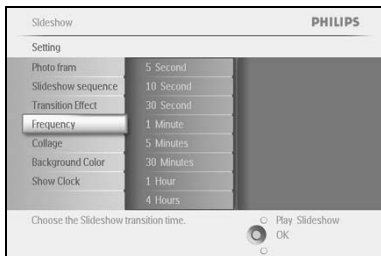 Slideshow
PHILIPS
Setting
Photo fram
Slideshow sequence
Transition Effect
Frequency
Collage
Background Color
Show Clock
5 Second
10 Second
30 Second
1 Minute
5 Minutes
30 Minutes
1 Hour
4 Hours
Choose the Slideshow transition time.
Play Slideshow
OK